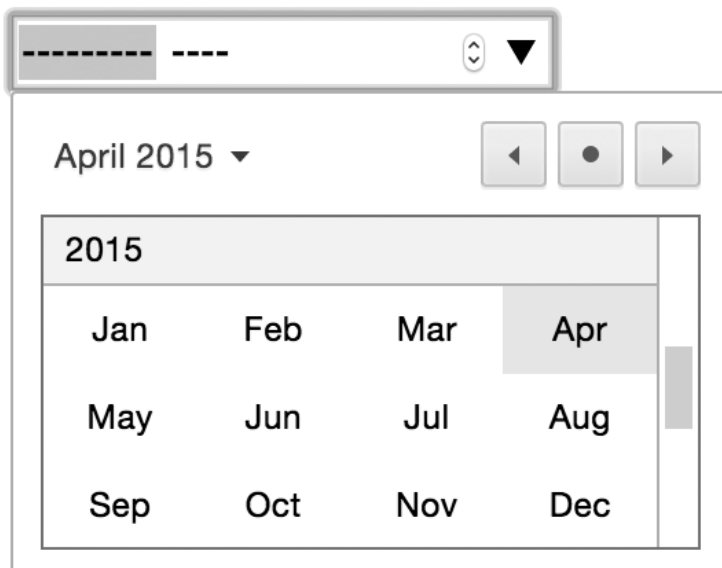 --------- ----
April 2015
2015
Jan Feb Mar Apr
May Jun Jul Aug
Sep Oct Nov Dec